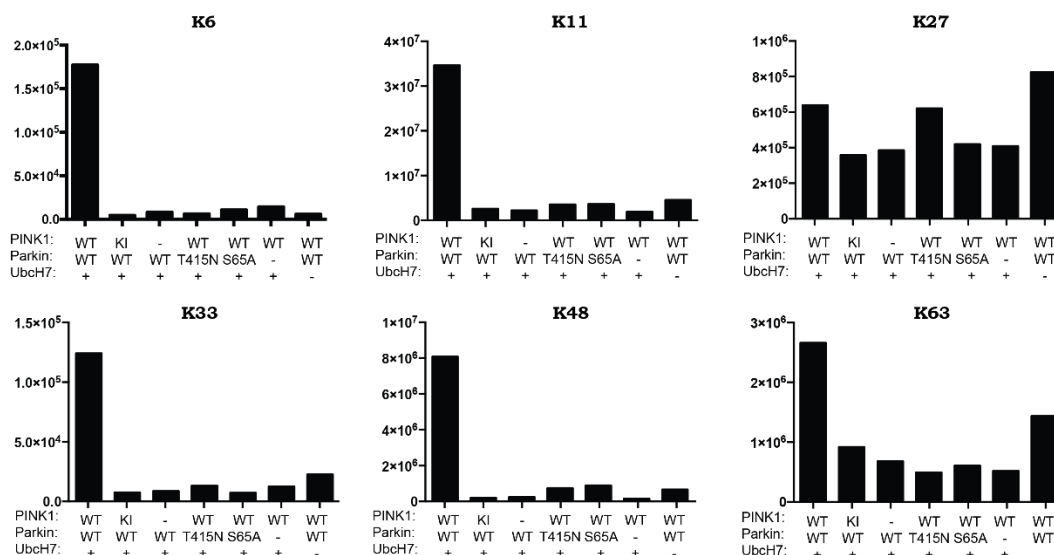 K6 K11 K27
2.0×10⁵ 4×10⁷ 1×10⁶
8×10⁵
1.5×10⁵ 3×10⁷
6×10⁵
1.0×10⁵ 2×10⁷
4×10⁵
5.0×10⁴ 1×10⁷
2×10⁵
0.0 0 0
PINK1: WT KI - WT WT WT WT PINK1: WT KI - WT WT WT WT PINK1: WT KI - WT WT WT WT
Parkin: WT WT WT T415N S65A - WT Parkin: WT WT WT T415N S65A - WT Parkin: WT WT WT T415N S65A - WT
UbcH7: + + + + + + - UbcH7: + + + + + + - UbcH7: + + + + + + -
K33 K48 K63
1.5×10⁵ 1×10⁷ 3×10⁶
8×10⁶
1.0×10⁵ 2×10⁶
6×10⁶
4×10⁶
5.0×10⁴ 1×10⁶
2×10⁶
0.0 0 0
PINK1: WT KI - WT WT WT WT PINK1: WT KI - WT WT WT WT PINK1: WT KI - WT WT WT WT
Parkin: WT WT WT T415N S65A - WT Parkin: WT WT WT T415N S65A - WT Parkin: WT WT WT T415N S65A - WT
UbcH7: + + + + + + - UbcH7: + + + + + + - UbcH7: + + + + + + -